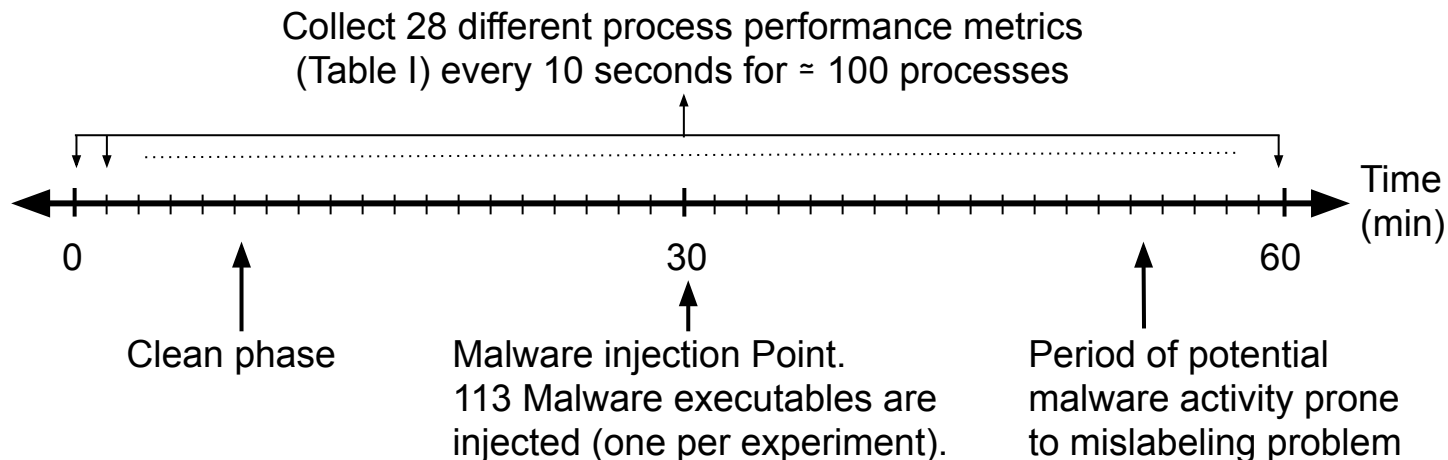 Collect 28 different process performance metrics
(Table I) every 10 seconds for ≃ 100 processes
Time
(min)
0
30
60
Clean phase
Malware injection Point.
113 Malware executables are
injected (one per experiment).
Period of potential
malware activity prone
to mislabeling problem